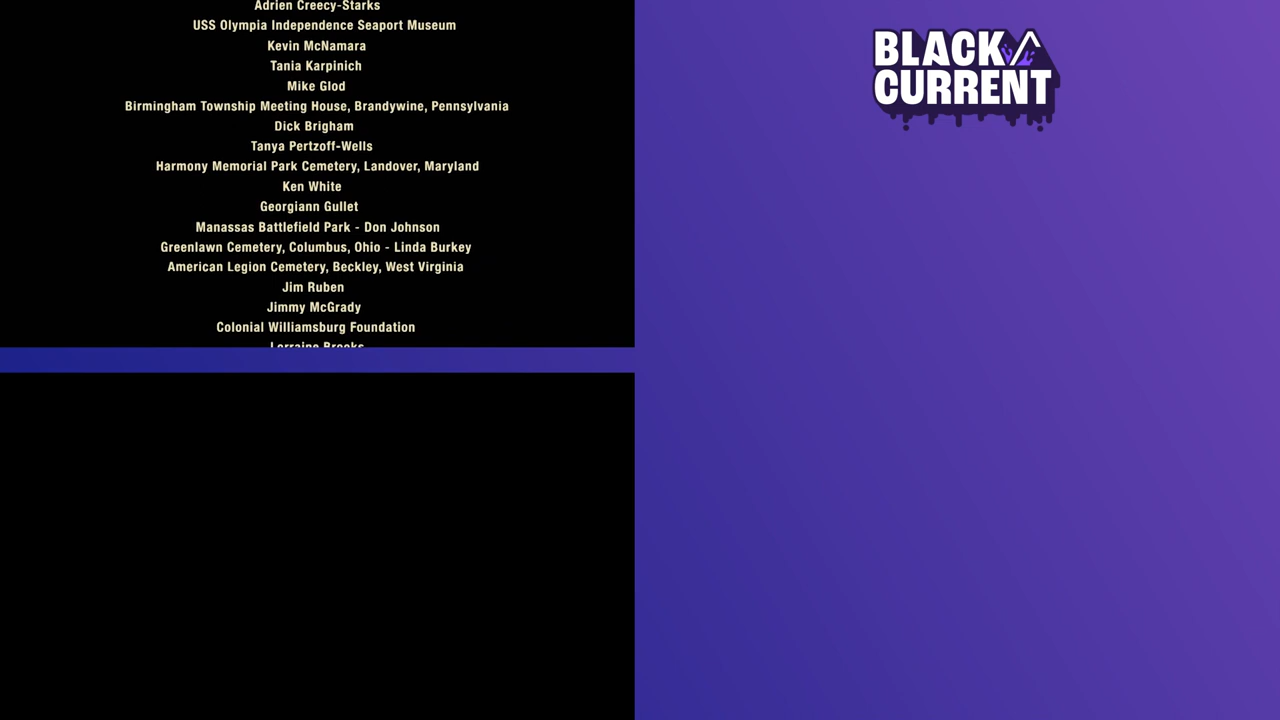 Adrien Creecy-Starks
USS Olympia Independence Seaport Museum
Kevin McNamara
Tania Karpinich
Mike Glod
Birmingham Township Meeting House, Brandywine, Pennsylvania
Dick Brigham
Tanya Pertzoff-Wells
Harmony Memorial Park Cemetery, Landover, Maryland
Ken White
Georgiann Gullet
Manassas Battlefield Park - Don Johnson
Greenlawn Cemetery, Columbus, Ohio - Linda Burkey
American Legion Cemetery, Beckley, West Virginia
Jim Ruben
Jimmy McGrady
Colonial Williamsburg Foundation
Lorraine Brooks
BLACK
CURRENT